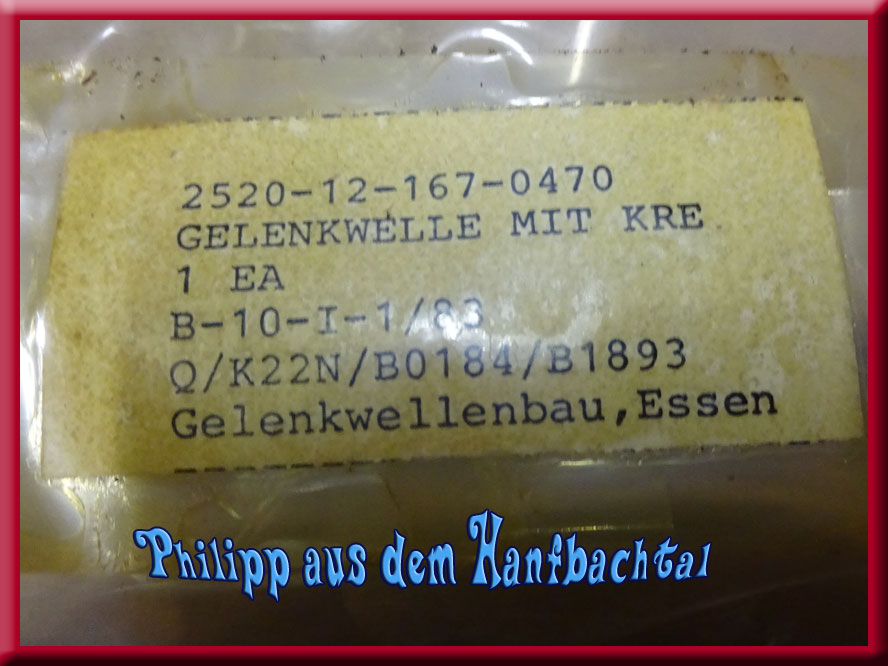 2520-12-167-0470
GELENKWELLE MIT KRE
1 EA
B-10-I-1/83
Q/K22N/B0184/B1893
Gelenkwellenbau,Essen
Philipp aus dem Hanfbachtal